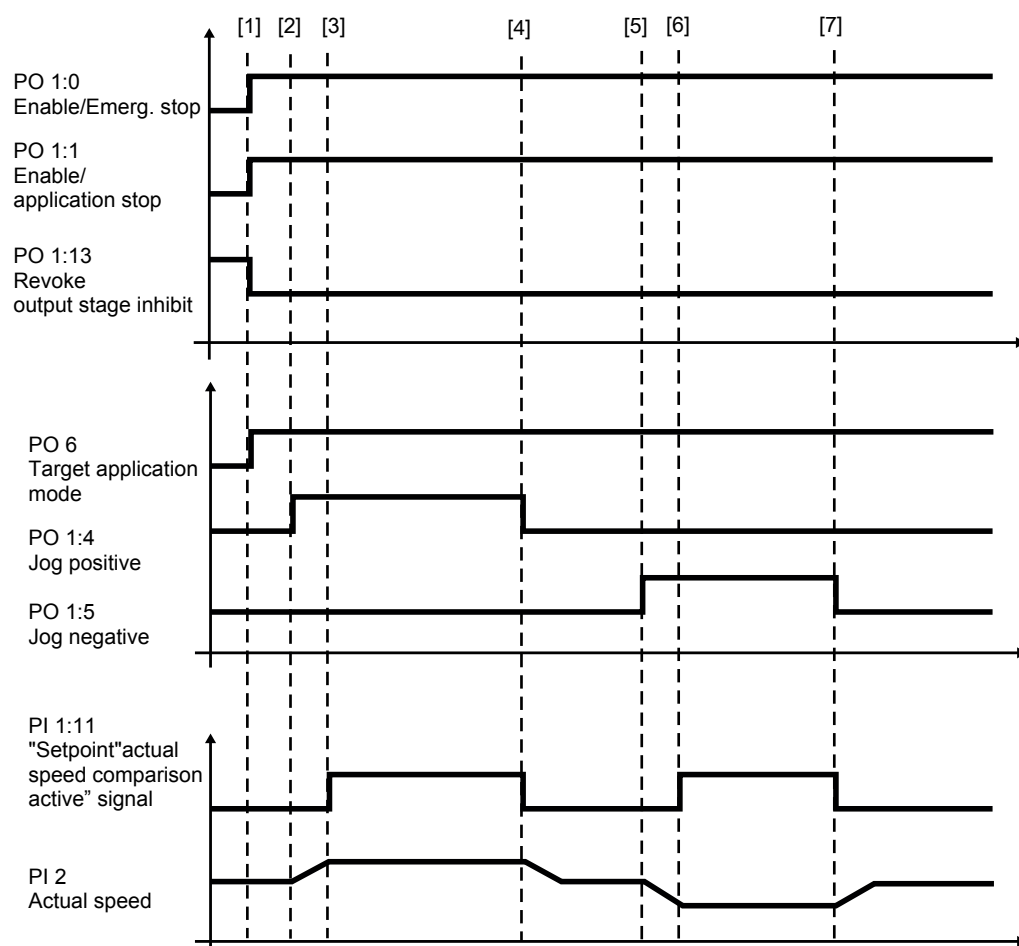 [1] [2] [3] [4] [5] [6] [7]
PO 1:0
Enable/Emerg. stop
PO 1:1
Enable/
application stop
PO 1:13
Revoke
output stage inhibit
PO 6
Target application
mode
PO 1:4
Jog positive
PO 1:5
Jog negative
PI 1:11
"Setpoint"actual
speed comparison
active” signal
PI 2
Actual speed